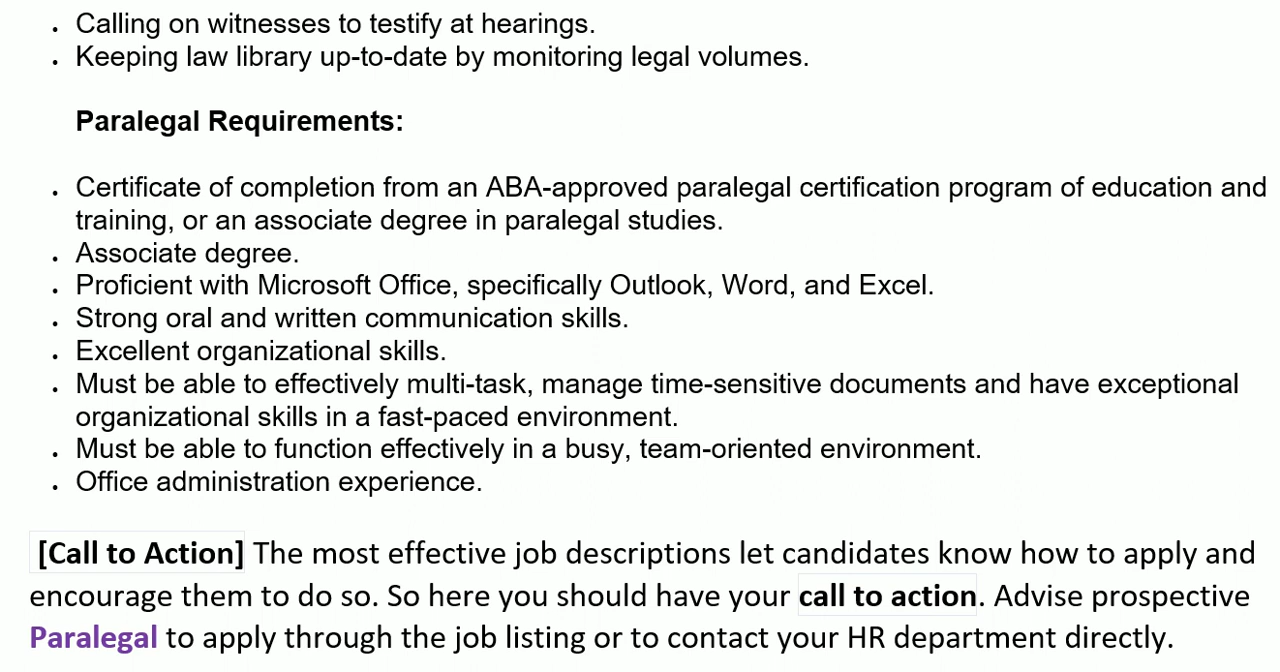 • Calling on witnesses to testify at hearings.
• Keeping law library up-to-date by monitoring legal volumes.
Paralegal Requirements:
• Certificate of completion from an ABA-approved paralegal certification program of education and
training, or an associate degree in paralegal studies.
• Associate degree.
• Proficient with Microsoft Office, specifically Outlook, Word, and Excel.
• Strong oral and written communication skills.
• Excellent organizational skills.
• Must be able to effectively multi-task, manage time-sensitive documents and have exceptional
organizational skills in a fast-paced environment.
• Must be able to function effectively in a busy, team-oriented environment.
• Office administration experience.
[Call to Action] The most effective job descriptions let candidates know how to apply and
encourage them to do so. So here you should have your call to action. Advise prospective
Paralegal to apply through the job listing or to contact your HR department directly.